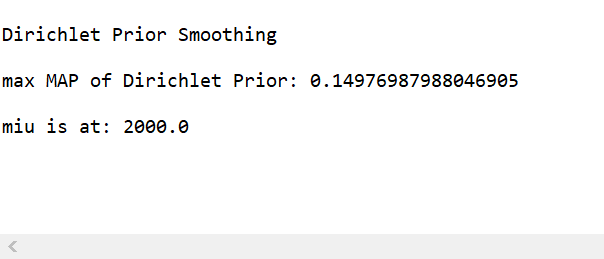 Dirichlet Prior Smoothing
max MAP of Dirichlet Prior: 0.14976987988046905
miu is at: 2000.0